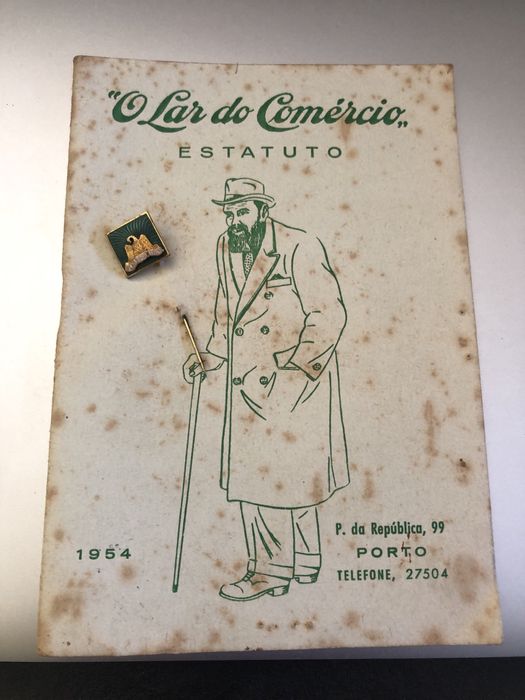 "O Lar do Comércio„
ESTATUTO
P. da República, 99
1954
PORTO
TELEFONE, 27504